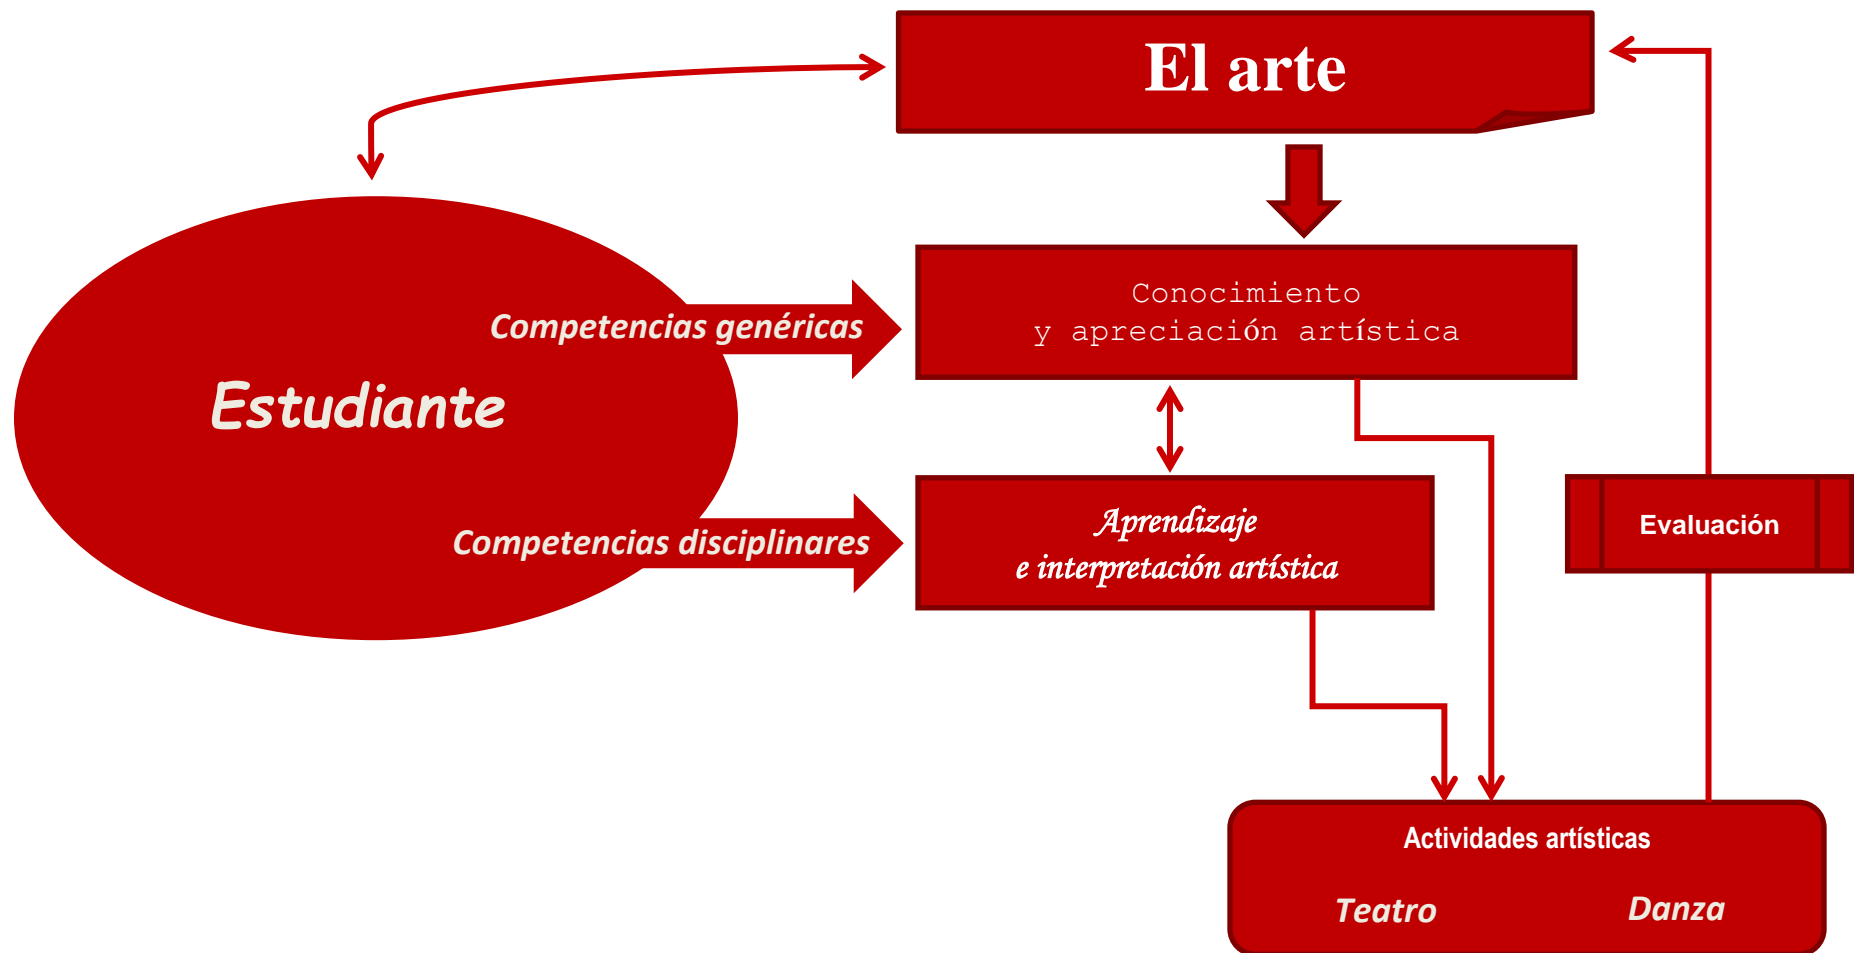 El arte
Conocimiento
y apreciación artística
Competencias genéricas
Estudiante
Aprendizaje
e interpretación artística
Competencias disciplinares
Evaluación
Actividades artísticas
Teatro
Danza